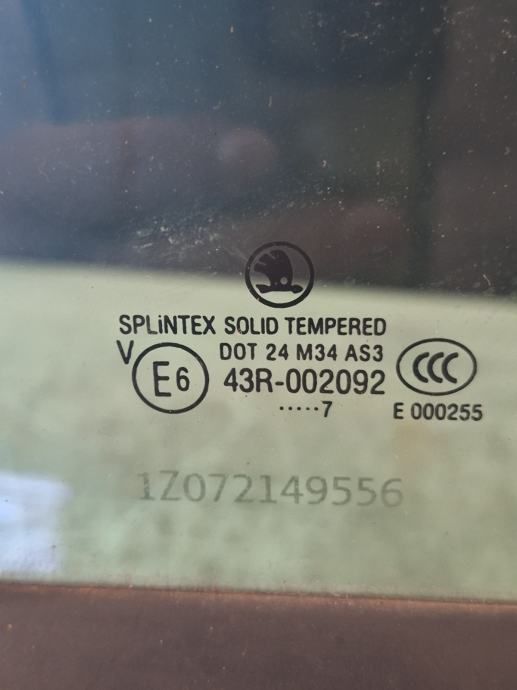 SPLiNTEX SOLID TEMPERED
V
E6
DOT 24 M34 AS3
43R-002092
CCC
.....7
E 000255
1Z072149556